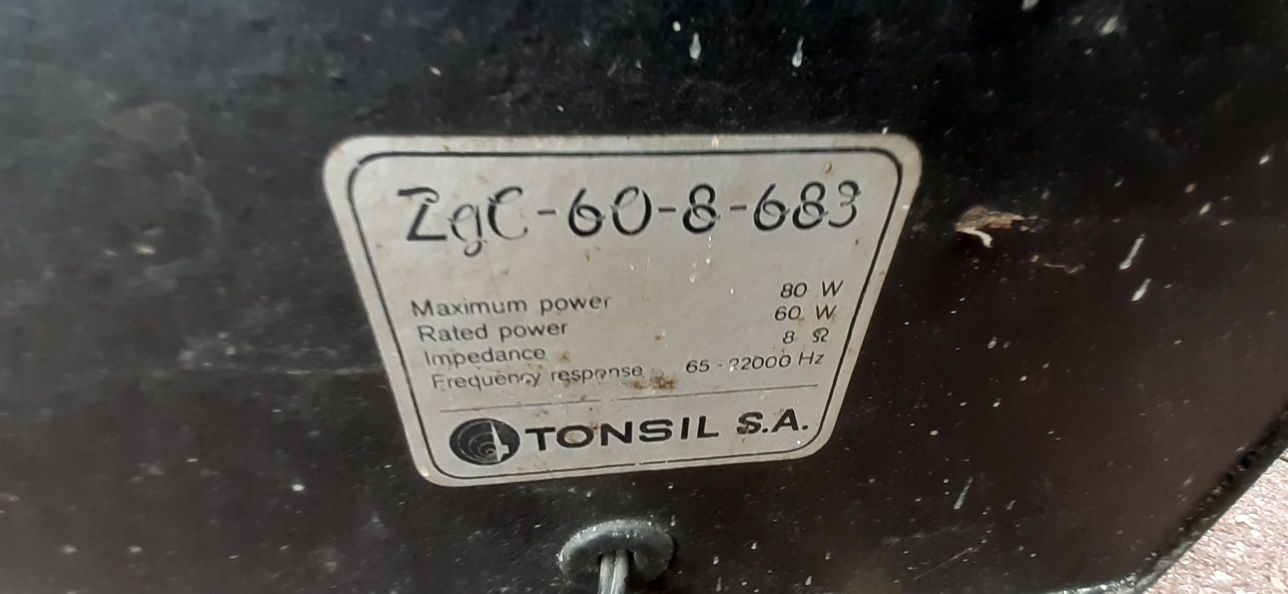 ZgC-60-8-683
Maximum power 80 W
Rated power 60 W
Impedance 8 Ω
Frequency response 65-22000 Hz
TONSIL S.A.